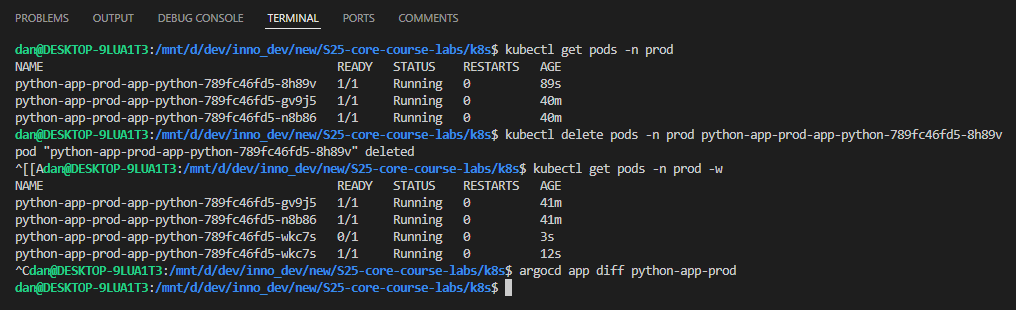 PROBLEMS OUTPUT DEBUG CONSOLE TERMINAL PORTS COMMENTS
dan@DESKTOP-9LUA1T3:/mnt/d/dev/inno_dev/new/S25-core-course-labs/k8s$ kubectl get pods -n prod
NAME READY STATUS RESTARTS AGE
python-app-prod-app-python-789fc46fd5-8h89v 1/1 Running 0 89s
python-app-prod-app-python-789fc46fd5-gv9j5 1/1 Running 0 40m
python-app-prod-app-python-789fc46fd5-n8b86 1/1 Running 0 40m
dan@DESKTOP-9LUA1T3:/mnt/d/dev/inno_dev/new/S25-core-course-labs/k8s$ kubectl delete pods -n prod python-app-prod-app-python-789fc46fd5-8h89v
pod "python-app-prod-app-python-789fc46fd5-8h89v" deleted
^[[Adan@DESKTOP-9LUA1T3:/mnt/d/dev/inno_dev/new/S25-core-course-labs/k8s$ kubectl get pods -n prod -w
NAME READY STATUS RESTARTS AGE
python-app-prod-app-python-789fc46fd5-gv9j5 1/1 Running 0 41m
python-app-prod-app-python-789fc46fd5-n8b86 1/1 Running 0 41m
python-app-prod-app-python-789fc46fd5-wkc7s 0/1 Running 0 3s
python-app-prod-app-python-789fc46fd5-wkc7s 1/1 Running 0 12s
^Cdan@DESKTOP-9LUA1T3:/mnt/d/dev/inno_dev/new/S25-core-course-labs/k8s$ argocd app diff python-app-prod
dan@DESKTOP-9LUA1T3:/mnt/d/dev/inno_dev/new/S25-core-course-labs/k8s$